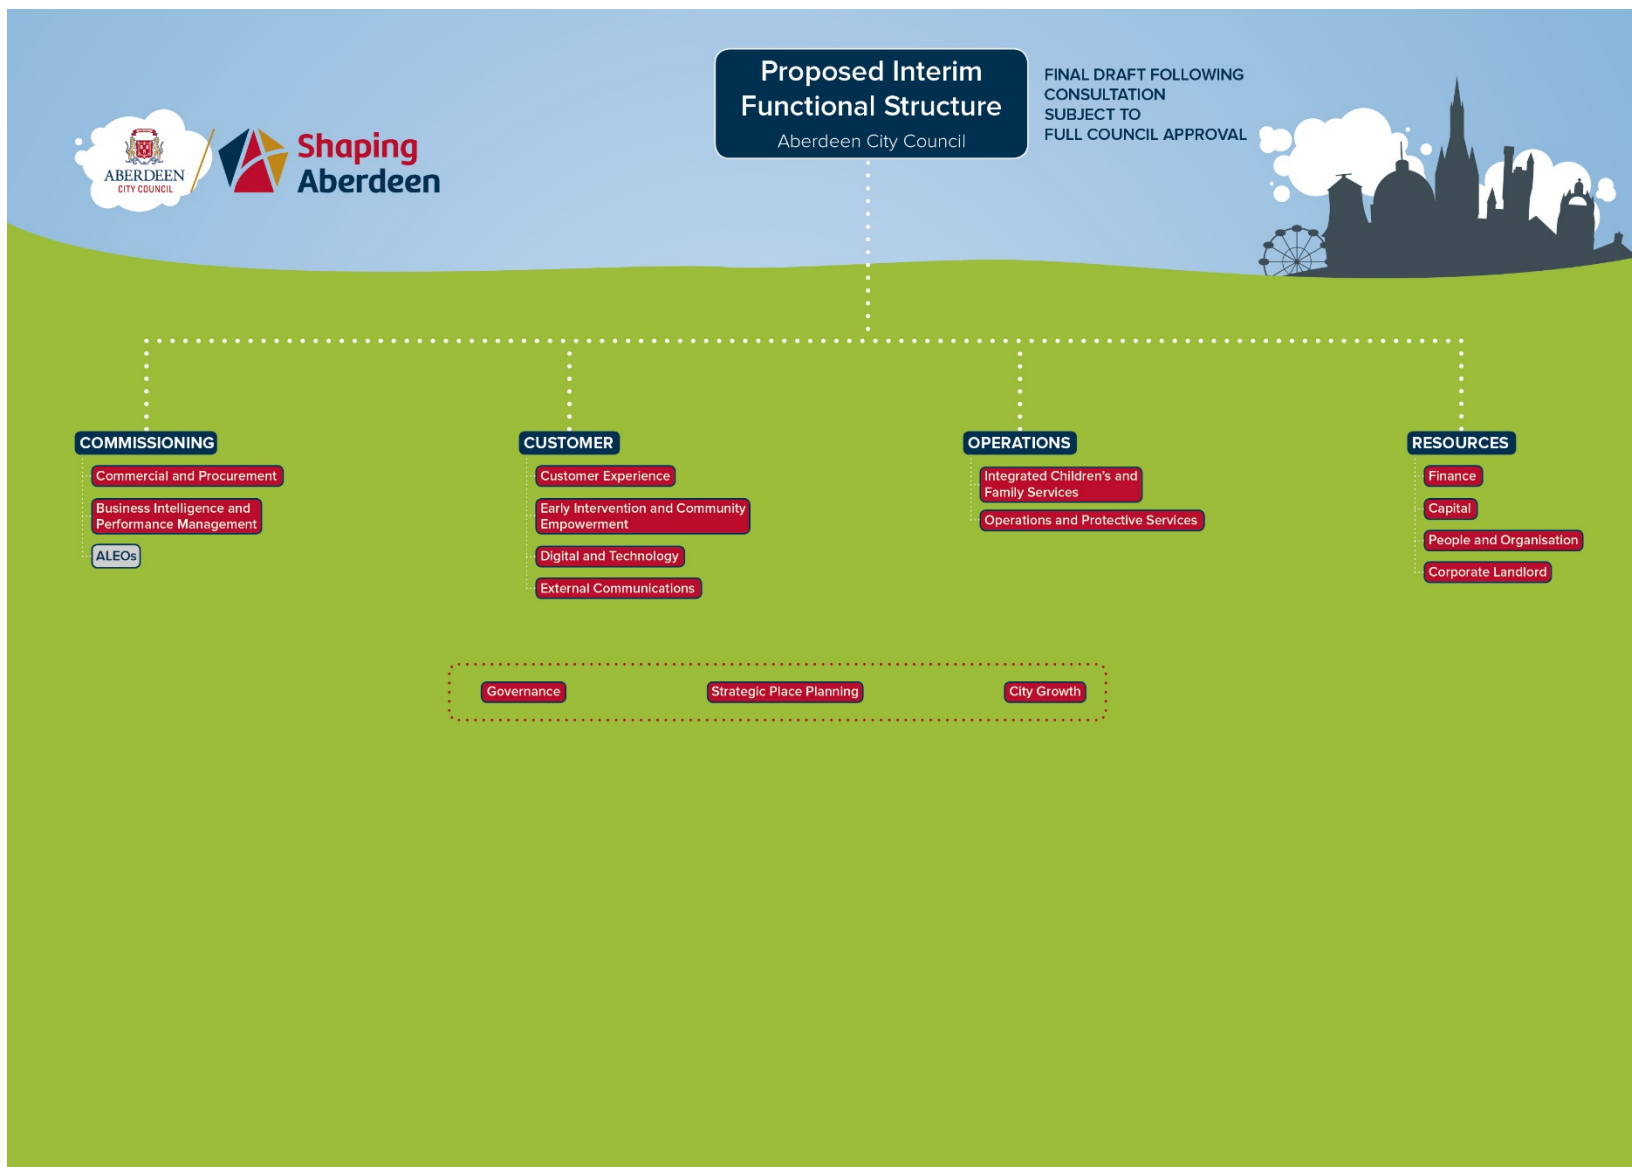 Proposed Interim
Functional Structure
Aberdeen City Council
FINAL DRAFT FOLLOWING
CONSULTATION
SUBJECT TO
FULL COUNCIL APPROVAL
ABERDEEN
CITY COUNCIL
Shaping
Aberdeen
COMMISSIONING
Commercial and Procurement
Business Intelligence and
Performance Management
ALEOs
CUSTOMER
Customer Experience
Early Intervention and Community
Empowerment
Digital and Technology
External Communications
OPERATIONS
Integrated Children's and
Family Services
Operations and Protective Services
RESOURCES
Finance
Capital
People and Organisation
Corporate Landlord
Governance
Strategic Place Planning
City Growth